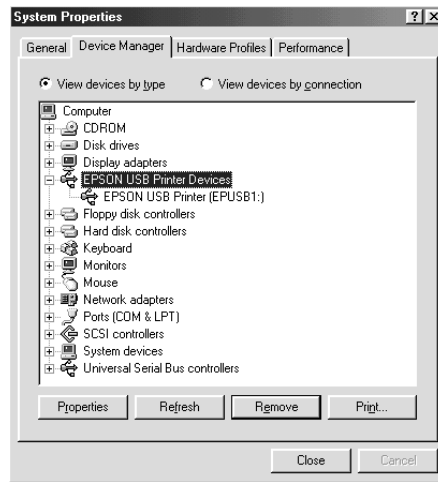 System Properties
General Device Manager Hardware Profiles Performance
View devices by type View devices by connection
Computer
CDROM
Disk drives
Display adapters
EPSON USB Printer Devices
EPSON USB Printer (EPUSB1:)
Floppy disk controllers
Hard disk controllers
Keyboard
Monitors
Mouse
Network adapters
Ports (COM & LPT)
SCSI controllers
System devices
Universal Serial Bus controllers
Properties Refresh Remove Print...
Close Cancel